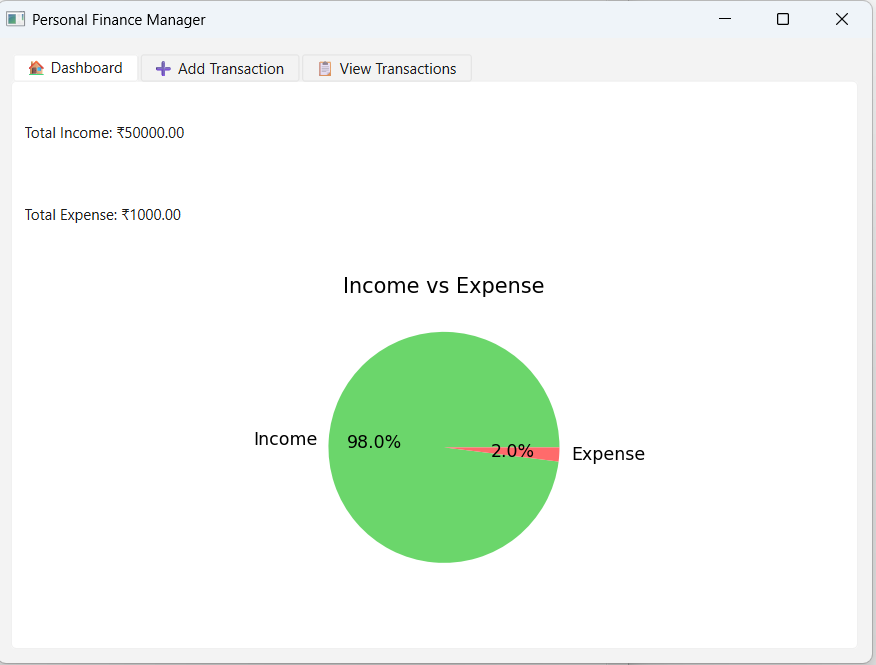 Personal Finance Manager
Dashboard Add Transaction View Transactions
Total Income: ₹50000.00
Total Expense: ₹1000.00
Income vs Expense
Income 98.0% 2.0% Expense